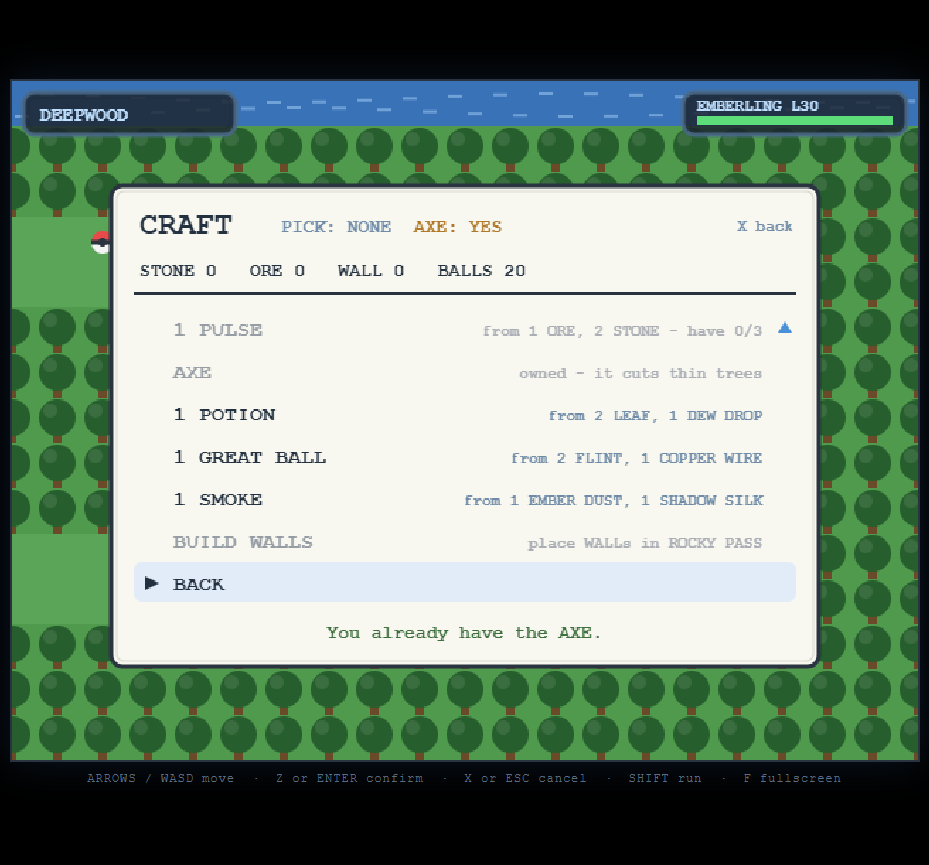 DEEPWOOD
EMBERLING L30
CRAFT PICK: NONE AXE: YES X back
STONE 0 ORE 0 WALL 0 BALLS 20
1 PULSE from 1 ORE, 2 STONE - have 0/3
AXE owned - it cuts thin trees
1 POTION from 2 LEAF, 1 DEW DROP
1 GREAT BALL from 2 FLINT, 1 COPPER WIRE
1 SMOKE from 1 EMBER DUST, 1 SHADOW SILK
BUILD WALLS place WALLs in ROCKY PASS
BACK
You already have the AXE.
ARROWS / WASD move · Z or ENTER confirm · X or ESC cancel · SHIFT run · F fullscreen